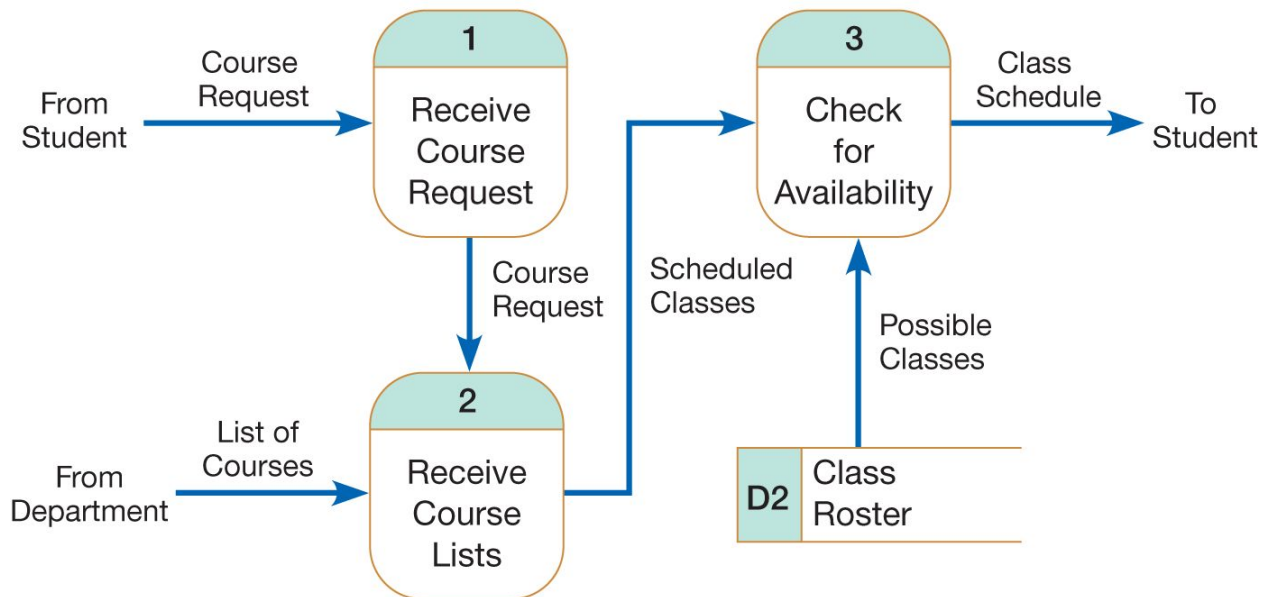 1
Receive
Course
Request
3
Check
for
Availability
From
Student
Course
Request
Class
Schedule
To
Student
Course
Request
Scheduled
Classes
Possible
Classes
2
Receive
Course
Lists
From
Department
List of
Courses
D2
Class
Roster